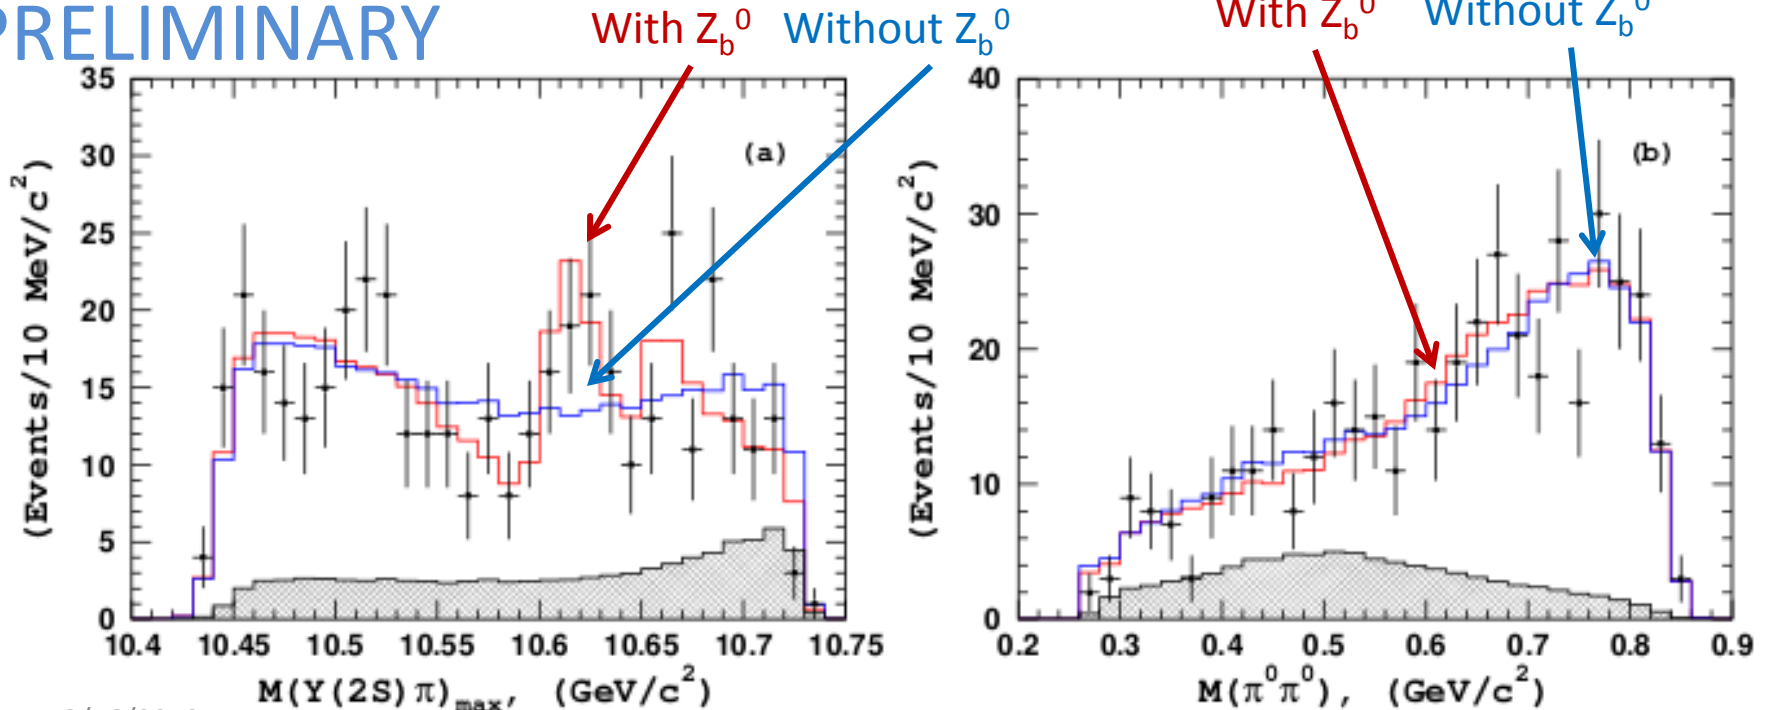 PRELIMINARY
With Z_b^0 Without Z_b^0
With Z_b^0 Without Z_b^0
(a)
(Events/10 MeV/c^2)
35
30
25
20
15
10
5
0
10.4 10.45 10.5 10.55 10.6 10.65 10.7 10.75
M(Y(2S)π)_max, (GeV/c^2)
(b)
(Events/10 MeV/c^2)
40
30
20
10
0
0.2 0.3 0.4 0.5 0.6 0.7 0.8 0.9
M(π^0π^0), (GeV/c^2)